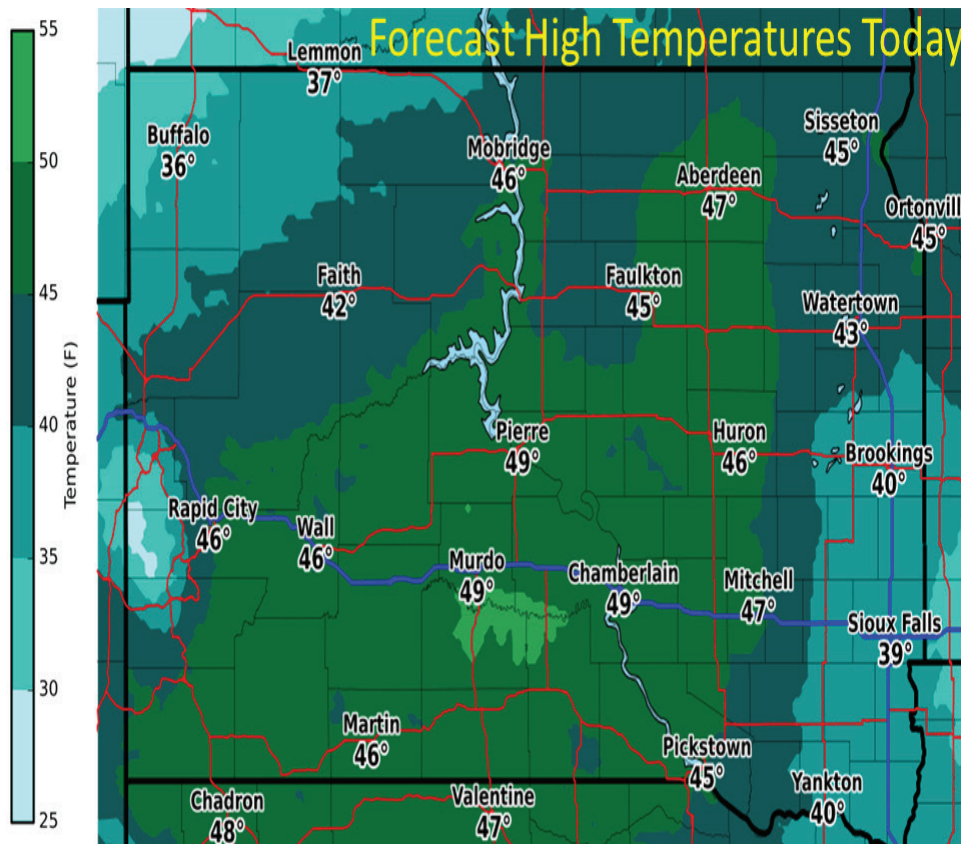 Forecast High Temperatures Today
55
50
45
40
35
30
25
Temperature (F)
Lemmon
37°
Buffalo
36°
Mobridge
46°
Sisseton
45°
Aberdeen
47°
Ortonvill
45°
Faith
42°
Faulkton
45°
Watertown
43°
Pierre
49°
Huron
46°
Brookings
40°
Rapid City
46°
Wall
46°
Murdo
49°
Chamberlain
49°
Mitchell
47°
Sioux Falls
39°
Martin
46°
Pickstown
45°
Chadron
48°
Valentine
47°
Yankton
40°